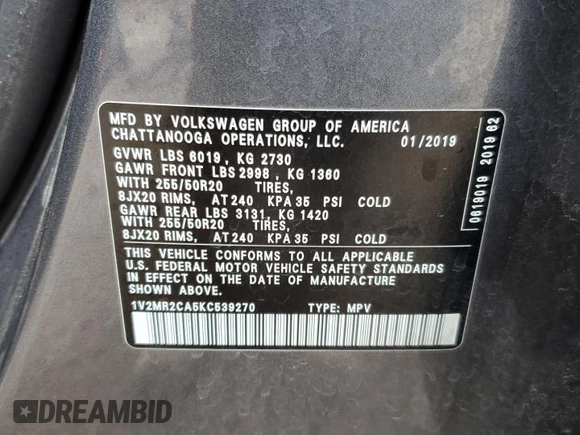 MFD BY VOLKSWAGEN GROUP OF AMERICA
CHATTANOOGA OPERATIONS, LLC. 01/2019
GVWR LBS 6019, KG 2730
GAWR FRONT LBS 2998, KG 1360
WITH 255/50R20 TIRES,
8JX20 RIMS, AT 240 KPA 35 PSI COLD
GAWR REAR LBS 3131, KG 1420
WITH 255/50R20 TIRES,
8JX20 RIMS, AT 240 KPA 35 PSI COLD
THIS VEHICLE CONFORMS TO ALL APPLICABLE
U.S. FEDERAL MOTOR VEHICLE SAFETY STANDARDS
IN EFFECT ON THE DATE OF MANUFACTURE
SHOWN ABOVE.
1V2MR2CA5KC539270 TYPE: MPV
0619019 2019 62
DREAMBID